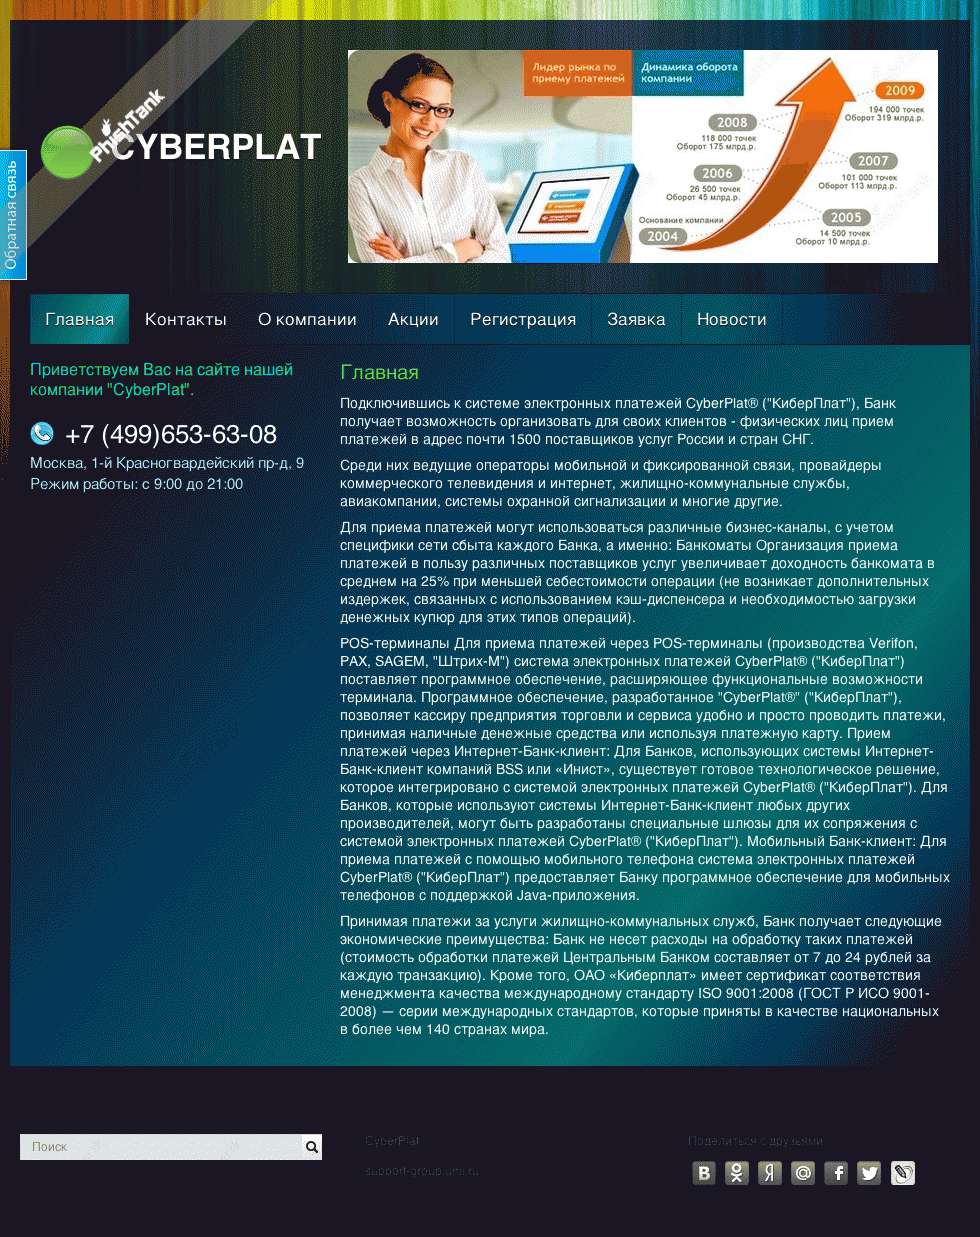 PhishTank
CYBERPLAT
Обратная связь
Лидер рынка по
приему платежей
Динамика оборота
компании
2009
194 000 точек
Оборот 319 млрд.р.
2008
118 000 точек
Оборот 175 млрд.р.
2007
101 000 точек
Оборот 113 млрд.р.
2006
26 500 точек
Оборот 45 млрд.р.
2005
14 500 точек
Оборот 10 млрд.р.
Основание компании
2004
Главная Контакты О компании Акции Регистрация Заявка Новости
Приветствуем Вас на сайте нашей
компании "CyberPlat".
+7 (499)653-63-08
Москва, 1-й Красногвардейский пр-д, 9
Режим работы: с 9:00 до 21:00
Главная
Подключившись к системе электронных платежей CyberPlat® ("КиберПлат"), Банк
получает возможность организовать для своих клиентов - физических лиц прием
платежей в адрес почти 1500 поставщиков услуг России и стран СНГ.
Среди них ведущие операторы мобильной и фиксированной связи, провайдеры
коммерческого телевидения и интернет, жилищно-коммунальные службы,
авиакомпании, системы охранной сигнализации и многие другие.
Для приема платежей могут использоваться различные бизнес-каналы, с учетом
специфики сети сбыта каждого Банка, а именно: Банкоматы Организация приема
платежей в пользу различных поставщиков услуг увеличивает доходность банкомата в
среднем на 25% при меньшей себестоимости операции (не возникает дополнительных
издержек, связанных с использованием кэш-диспенсера и необходимостью загрузки
денежных купюр для этих типов операций).
POS-терминалы Для приема платежей через POS-терминалы (производства Verifon,
PAX, SAGEM, "Штрих-М") система электронных платежей CyberPlat® ("КиберПлат")
поставляет программное обеспечение, расширяющее функциональные возможности
терминала. Программное обеспечение, разработанное "CyberPlat®" ("КиберПлат"),
позволяет кассиру предприятия торговли и сервиса удобно и просто проводить платежи,
принимая наличные денежные средства или используя платежную карту. Прием
платежей через Интернет-Банк-клиент: Для Банков, использующих системы Интернет-
Банк-клиент компаний BSS или «Инист», существует готовое технологическое решение,
которое интегрировано с системой электронных платежей CyberPlat® ("КиберПлат"). Для
Банков, которые используют системы Интернет-Банк-клиент любых других
производителей, могут быть разработаны специальные шлюзы для их сопряжения с
системой электронных платежей CyberPlat® ("КиберПлат"). Мобильный Банк-клиент: Для
приема платежей с помощью мобильного телефона система электронных платежей
CyberPlat® ("КиберПлат") предоставляет Банку программное обеспечение для мобильных
телефонов с поддержкой Java-приложения.
Принимая платежи за услуги жилищно-коммунальных служб, Банк получает следующие
экономические преимущества: Банк не несет расходы на обработку таких платежей
(стоимость обработки платежей Центральным Банком составляет от 7 до 24 рублей за
каждую транзакцию). Кроме того, ОАО «Киберплат» имеет сертификат соответствия
менеджмента качества международному стандарту ISO 9001:2008 (ГОСТ Р ИСО 9001-
2008) — серии международных стандартов, которые приняты в качестве национальных
в более чем 140 странах мира.
Поиск
CyberPlat
support-group.umi.ru
Поделиться с друзьями